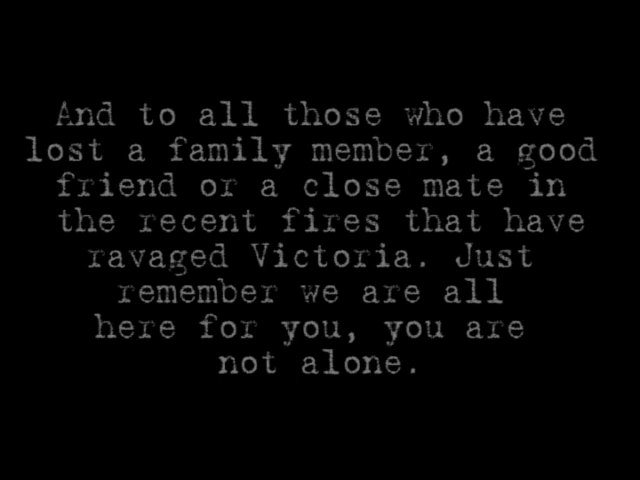 And to all those who have
lost a family member, a good
friend or a close mate in
the recent fires that have
ravaged Victoria. Just
remember we are all
here for you, you are
not alone.